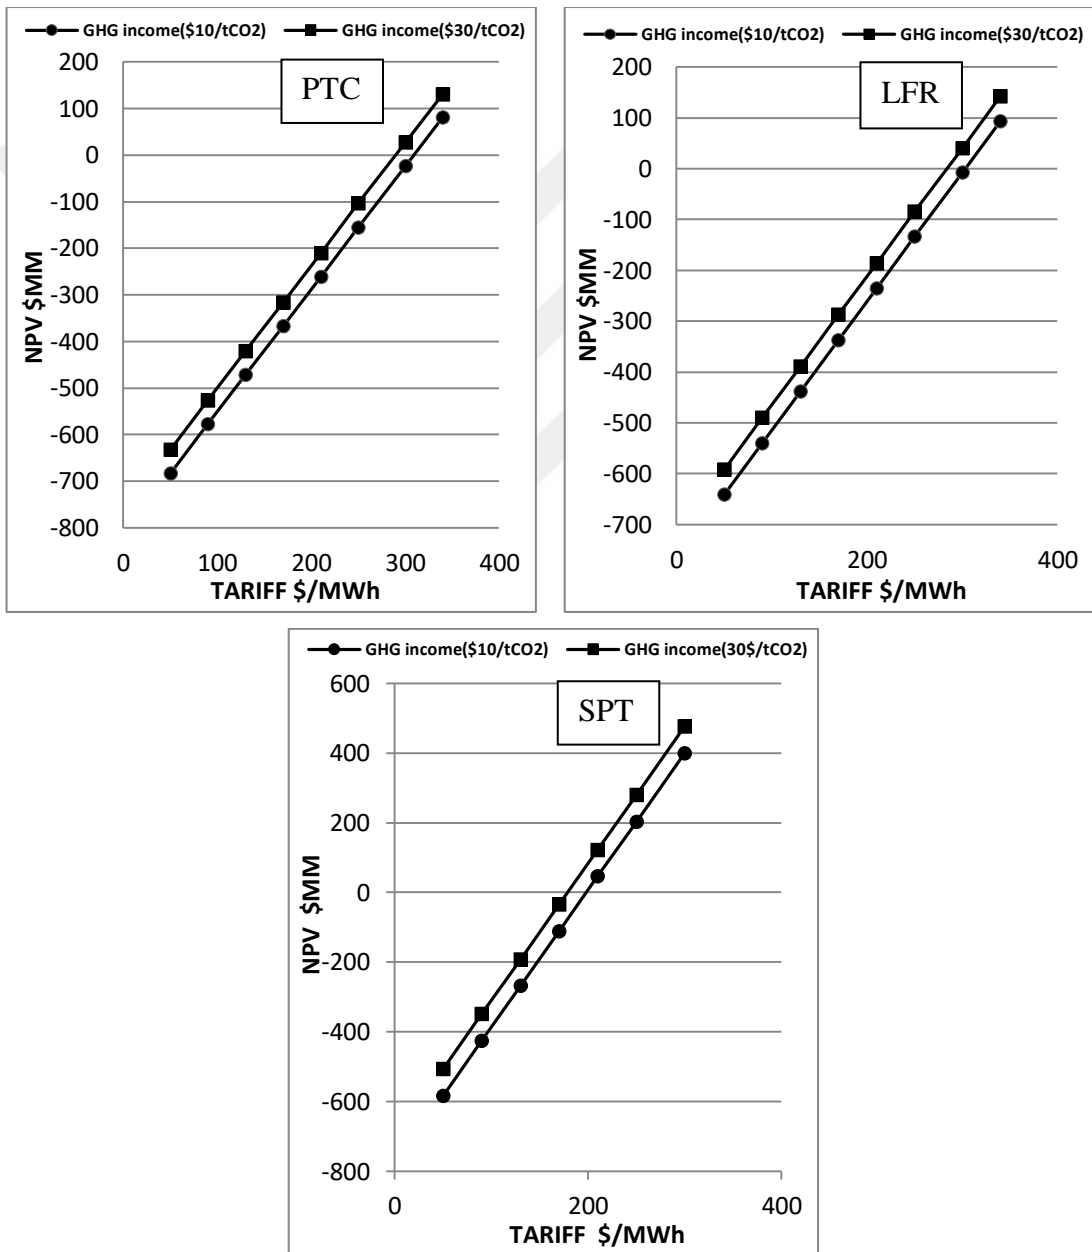 GHG income($10/tCO2) GHG income($30/tCO2)
PTC
200
100
0
-100
-200
-300
-400
-500
-600
-700
-800
NPV $MM
0 100 200 300 400
TARIFF $/MWh
GHG income($10/tCO2) GHG income($30/tCO2)
LFR
200
100
0
-100
-200
-300
-400
-500
-600
-700
NPV $MM
0 200 400
TARIFF $/MWh
GHG income($10/tCO2) GHG income(30$/tCO2)
SPT
600
400
200
0
-200
-400
-600
-800
NPV $MM
0 200 400
TARIFF $/MWh